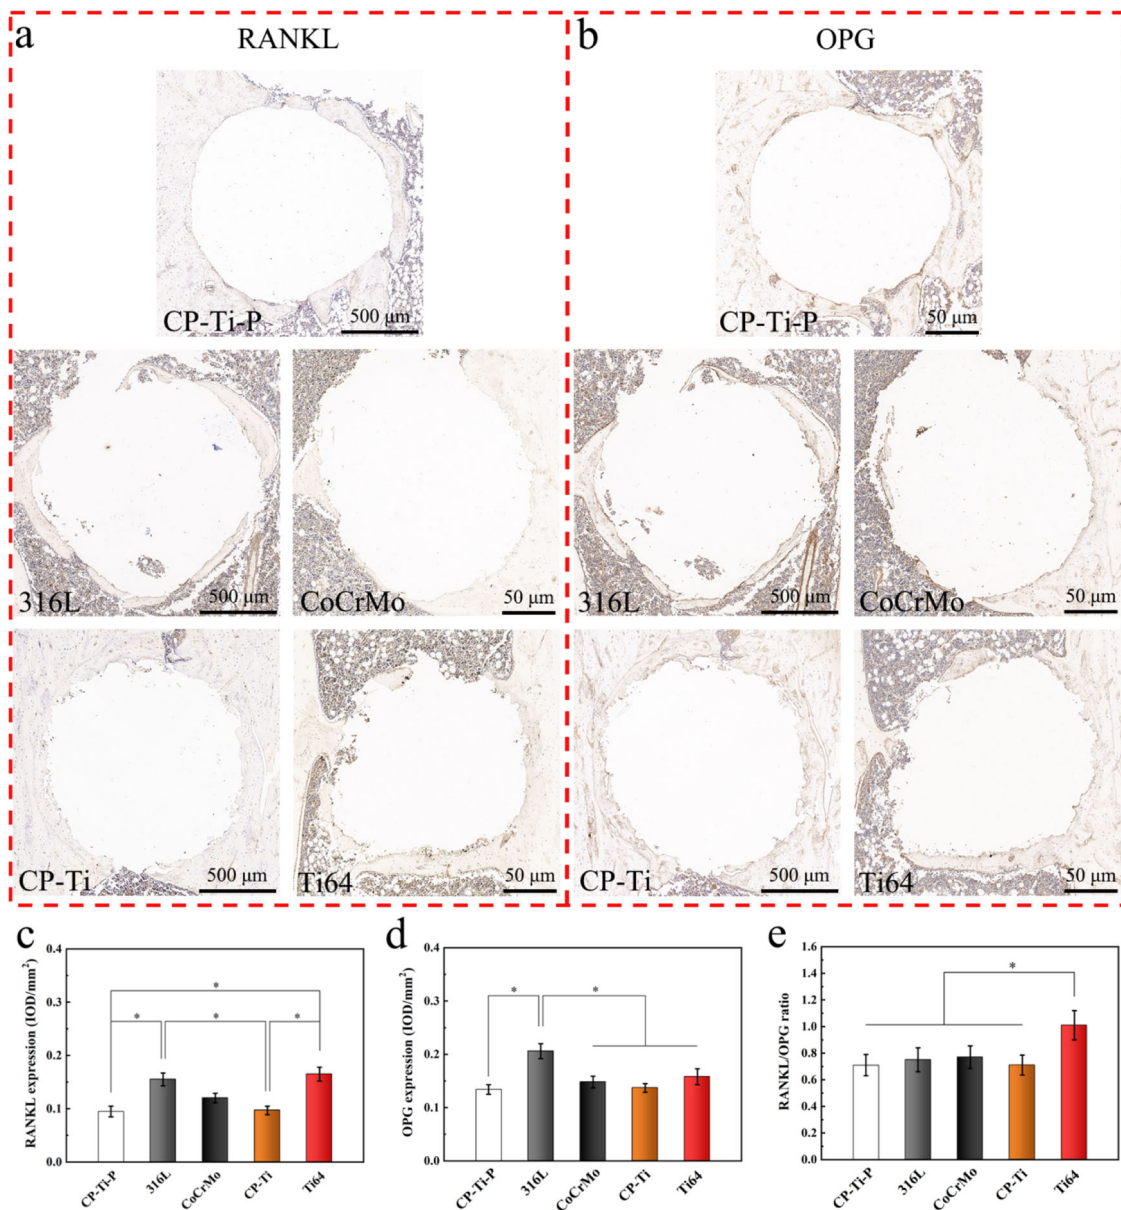 a RANKL
b OPG
CP-Ti-P 500 μm
CP-Ti-P 50 μm
316L 500 μm
CoCrMo 50 μm
316L 500 μm
CoCrMo 50 μm
CP-Ti 500 μm
Ti64 50 μm
CP-Ti 500 μm
Ti64 50 μm
c
RANKL expression (IOD/mm²)
0.4
0.3
0.2
0.1
0.0
*
* * *
CP-Ti-P 316L CoCrMo CP-Ti Ti64
d
OPG expression (IOD/mm²)
0.4
0.3
0.2
0.1
0.0
* *
CP-Ti-P 316L CoCrMo CP-Ti Ti64
e
RANKL/OPG ratio
1.6
1.4
1.2
1.0
0.8
0.6
0.4
0.2
0.0
*
CP-Ti-P 316L CoCrMo CP-Ti Ti64